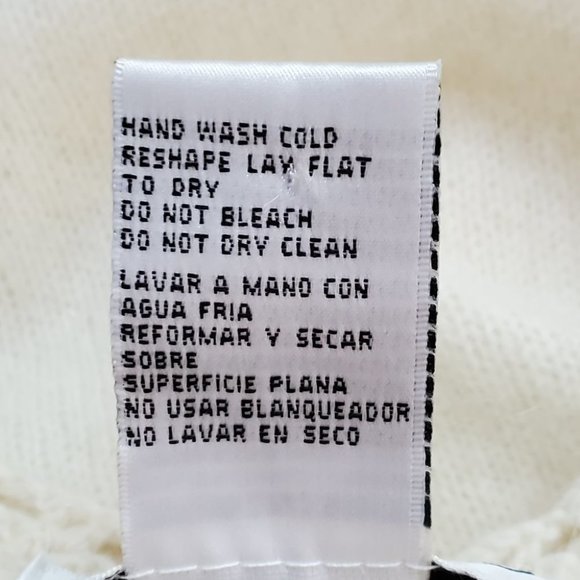 HAND WASH COLD
RESHAPE LAY FLAT
TO DRY
DO NOT BLEACH
DO NOT DRY CLEAN
LAVAR A MANO CON
AGUA FRIA
REFORMAR Y SECAR
SOBRE
SUPERFICIE PLANA
NO USAR BLANQUEADOR
NO LAVAR EN SECO